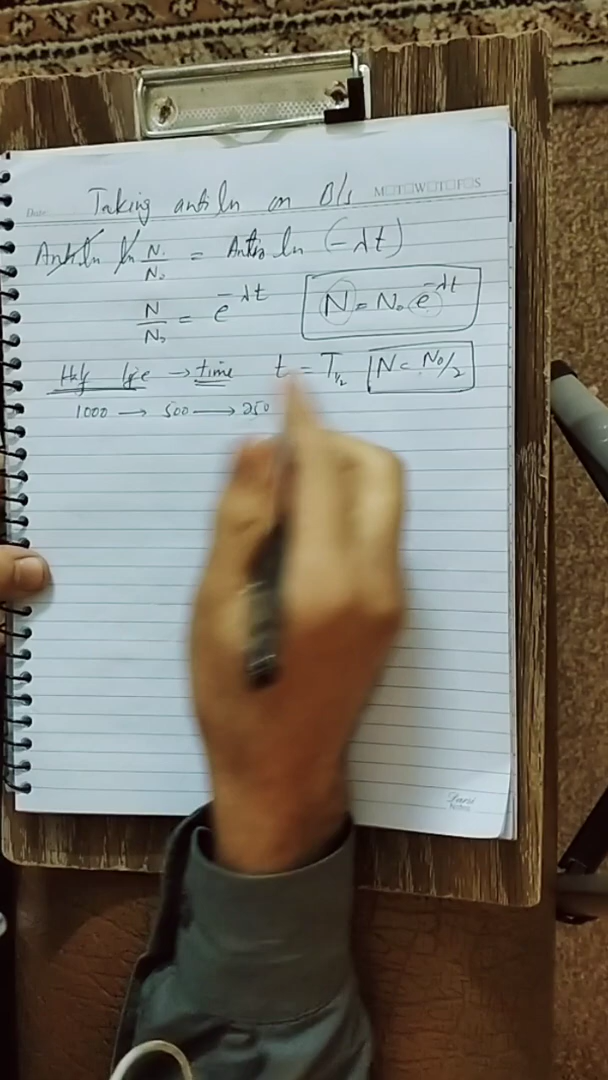 Date:
Taking anti ln on B/s
M□T□W□T□F□S
Anti ln ln N/N₀ = Anti ln (-λt)
N/N₀ = e^-λt N = N₀ e^-λt
Half life → time t = T½ N = N₀/2
1000 → 500 → 250